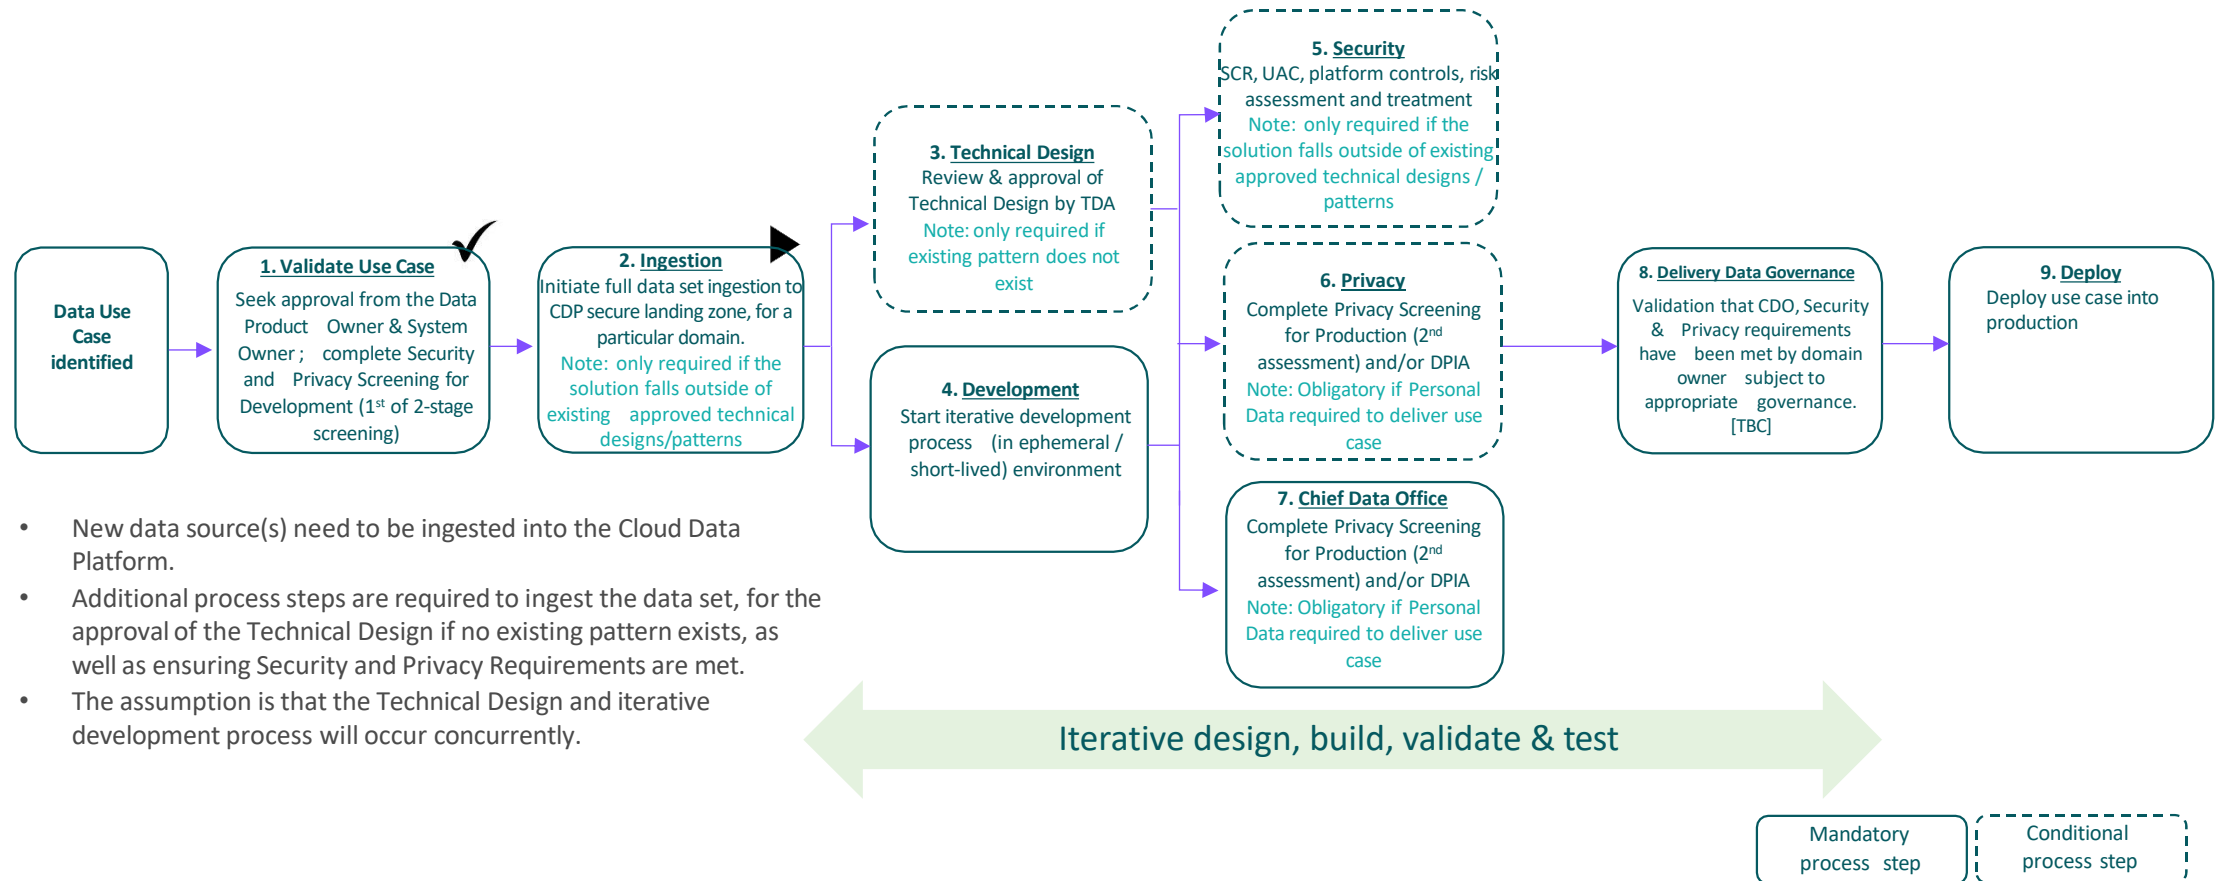 Data Use
Case
identified
1. Validate Use Case
Seek approval from the Data
Product Owner & System
Owner ; complete Security
and Privacy Screening for
Development (1st of 2-stage
screening)
2. Ingestion
Initiate full data set ingestion to
CDP secure landing zone, for a
particular domain.
Note: only required if the
solution falls outside of
existing approved technical
designs/patterns
3. Technical Design
Review & approval of
Technical Design by TDA
Note: only required if
existing pattern does not
exist
4. Development
Start iterative development
process (in ephemeral /
short-lived) environment
5. Security
SCR, UAC, platform controls, risk
assessment and treatment
Note: only required if the
solution falls outside of existing
approved technical designs /
patterns
6. Privacy
Complete Privacy Screening
for Production (2nd
assessment) and/or DPIA
Note: Obligatory if Personal
Data required to deliver use
case
7. Chief Data Office
Complete Privacy Screening
for Production (2nd
assessment) and/or DPIA
Note: Obligatory if Personal
Data required to deliver use
case
8. Delivery Data Governance
Validation that CDO, Security
& Privacy requirements
have been met by domain
owner subject to
appropriate governance.
[TBC]
9. Deploy
Deploy use case into
production
• New data source(s) need to be ingested into the Cloud Data
Platform.
• Additional process steps are required to ingest the data set, for the
approval of the Technical Design if no existing pattern exists, as
well as ensuring Security and Privacy Requirements are met.
• The assumption is that the Technical Design and iterative
development process will occur concurrently.
Iterative design, build, validate & test
Mandatory
process step
Conditional
process step